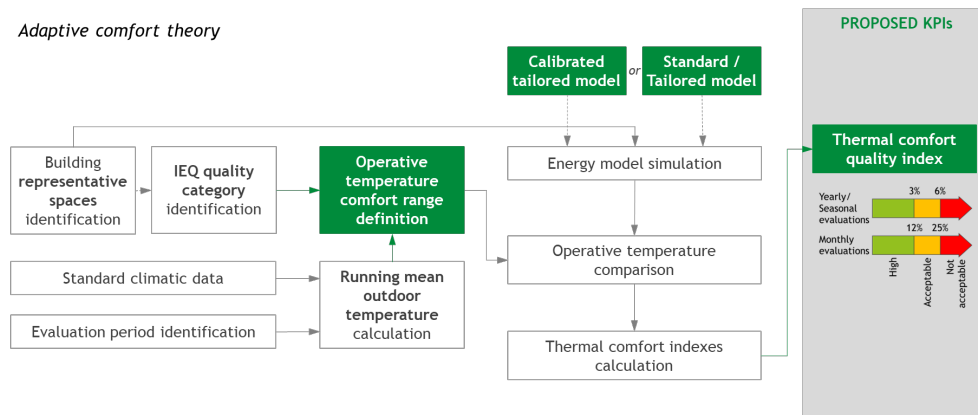 Adaptive comfort theory
PROPOSED KPIs
Calibrated
tailored model
or
Standard /
Tailored model
Building
representative
spaces
identification
IEQ quality
category
identification
Operative
temperature
comfort range
definition
Energy model simulation
Thermal comfort
quality index
Yearly/
Seasonal
evaluations
3%
6%
Monthly
evaluations
12%
25%
High
Acceptable
Not
acceptable
Standard climatic data
Evaluation period identification
Running mean
outdoor
temperature
calculation
Operative temperature
comparison
Thermal comfort indexes
calculation